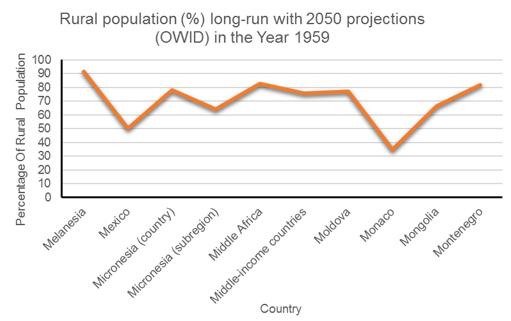 Rural population (%) long-run with 2050 projections
(OWID) in the Year 1959
Percentage Of Rural Population
100
90
80
70
60
50
40
30
20
10
0
Melanesia
Mexico
Micronesia (country)
Micronesia (subregion)
Middle Africa
Middle-income countries
Moldova
Monaco
Mongolia
Montenegro
Country